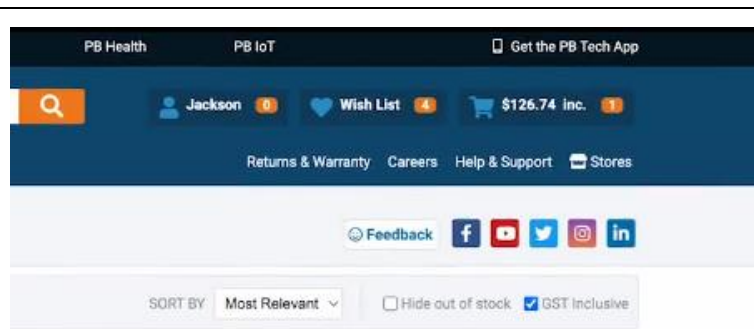 PB Health PB IoT Get the PB Tech App
Jackson 0 Wish List 4 $126.74 inc. 1
Returns & Warranty Careers Help & Support Stores
Feedback f in
SORT BY Most Relevant Hide out of stock GST Inclusive